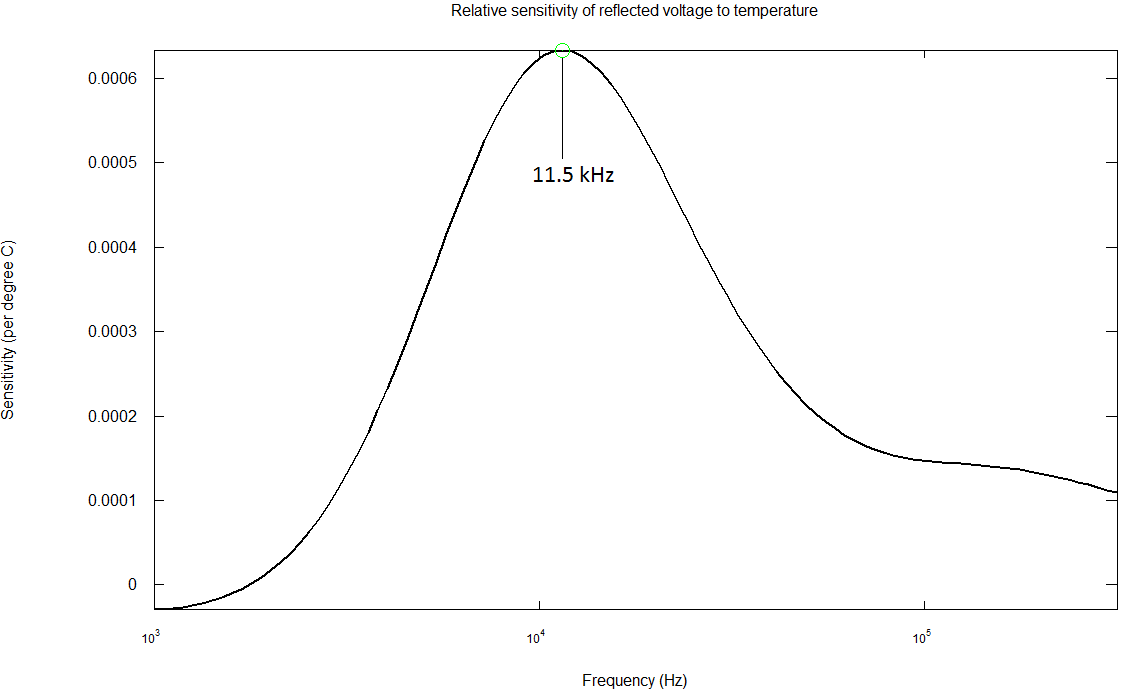 Relative sensitivity of reflected voltage to temperature
0.0006
0.0005
0.0004
0.0003
0.0002
0.0001
0
Sensitivity (per degree C)
11.5 kHz
10³
10⁴
10⁵
Frequency (Hz)